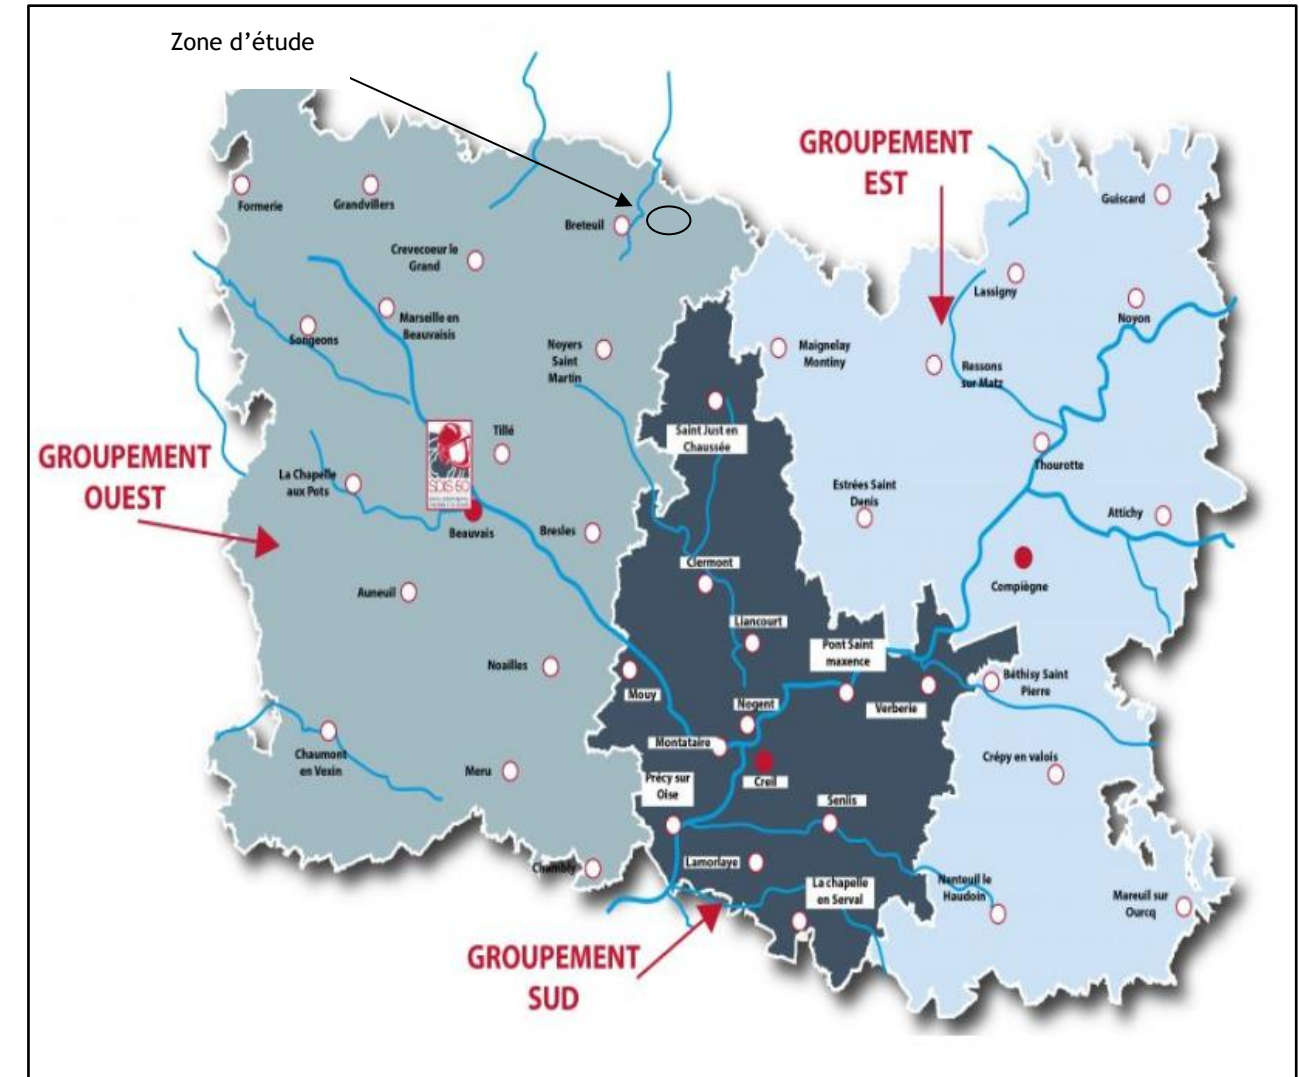 Zone d’étude
GROUPEMENT
EST
Guiscard
Formerie
Grandvillers
Breteuil
Crevecoeur le
Grand
Lassigny
Noyon
Marseille en
Beauvaisis
Songeons
Noyers
Saint
Martin
Maignelay
Montiny
Ressons
sur Matz
GROUPEMENT
OUEST
Tillé
Saint Just en
Chaussée
Thourotte
La Chapelle
aux Pots
SDIS 60
Estrées Saint
Denis
Attichy
Beauvais
Bresles
Clermont
Compiègne
Auneuil
Liancourt
Pont Saint
maxence
Noailles
Mouy
Béthisy Saint
Pierre
Verberie
Nogent
Chaumont
en Vexin
Montataire
Crépy en valois
Meru
Précy sur
Oise
Creil
Senlis
Chambly
Lamorlaye
La chapelle
en Serval
Nanteuil le
Haudoin
Mareuil sur
Ourcq
GROUPEMENT
SUD